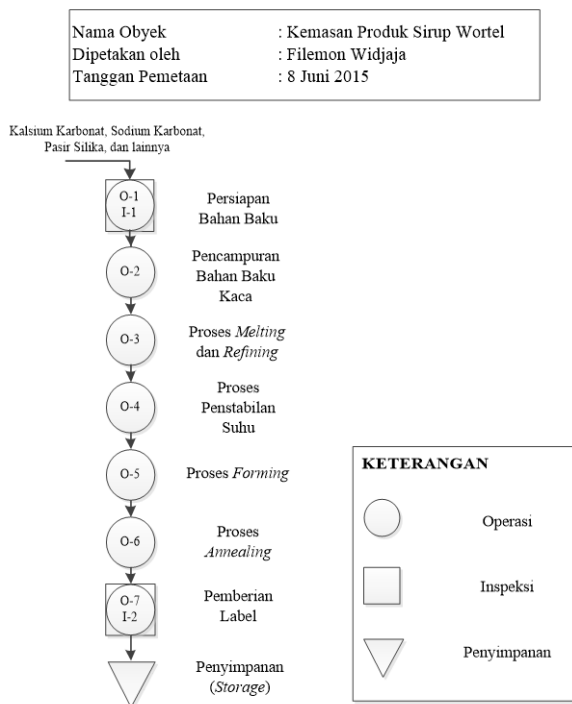 Nama Obyek : Kemasan Produk Sirup Wortel
Dipetakan oleh : Filemon Widjaja
Tanggan Pemetaan : 8 Juni 2015
Kalsium Karbonat, Sodium Karbonat,
Pasir Silika, dan lainnya
O-1
I-1
Persiapan
Bahan Baku
O-2
Pencampuran
Bahan Baku
Kaca
O-3
Proses Melting
dan Refining
O-4
Proses
Penstabilan
Suhu
O-5
Proses Forming
O-6
Proses
Annealing
O-7
I-2
Pemberian
Label
Penyimpanan
(Storage)
KETERANGAN
Operasi
Inspeksi
Penyimpanan